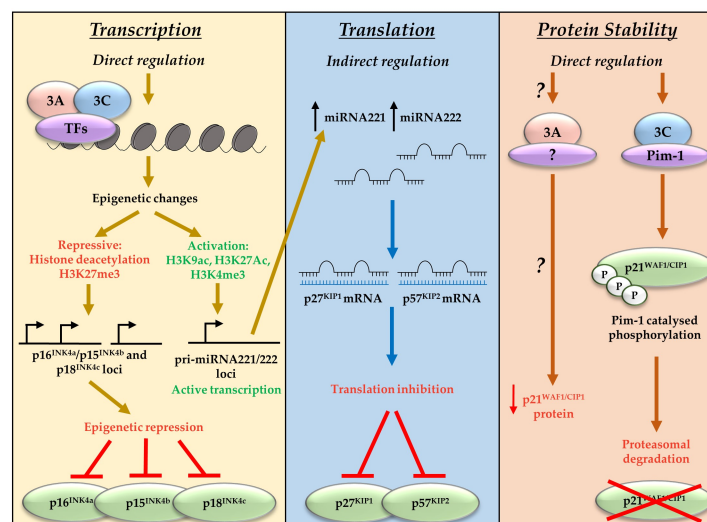 Transcription
Direct regulation
3A
3C
TFs
Epigenetic changes
Repressive:
Histone deacetylation
H3K27me3
Activation:
H3K9ac, H3K27Ac,
H3K4me3
p16INK4a/p15INK4b and
p18INK4c loci
pri-miRNA221/222
loci
Active transcription
Epigenetic repression
p16INK4a
p15INK4b
p18INK4c
Translation
Indirect regulation
miRNA221
miRNA222
p27KIP1 mRNA
p57KIP2 mRNA
Translation inhibition
p27KIP1
p57KIP2
Protein Stability
Direct regulation
?
3A
?
?
p21WAF1/CIP1
protein
3C
Pim-1
p21WAF1/CIP1
P
P
P
Pim-1 catalysed
phosphorylation
Proteasomal
degradation
p21WAF1/CIP1